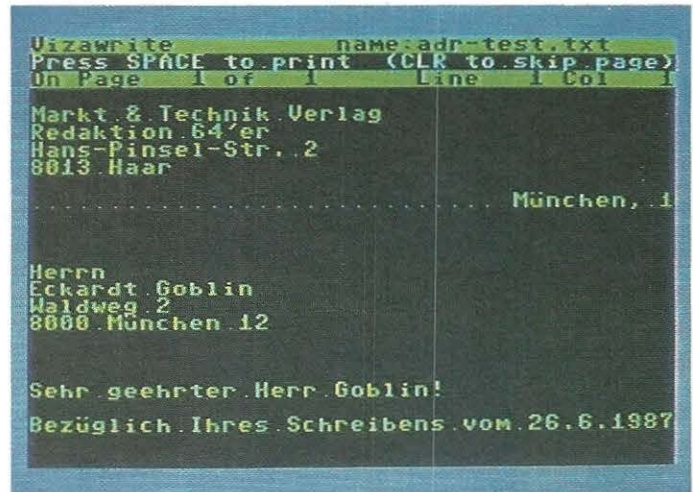 Vizawrite name:adr-test.txt
Press SPACE to.print (CLR to.skip.page)
On Page 1 of 1 Line 1 Col 1
Markt.&.Technik.Verlag
Redaktion.64'er
Hans-Pinsel-Str..2
8013.Haar
................................ München,.1
Herrn
Eckardt.Goblin
Waldweg.2
8000.München.12
Sehr.geehrter.Herr.Goblin!
Bezüglich.Ihres.Schreibens.vom.26.6.1987